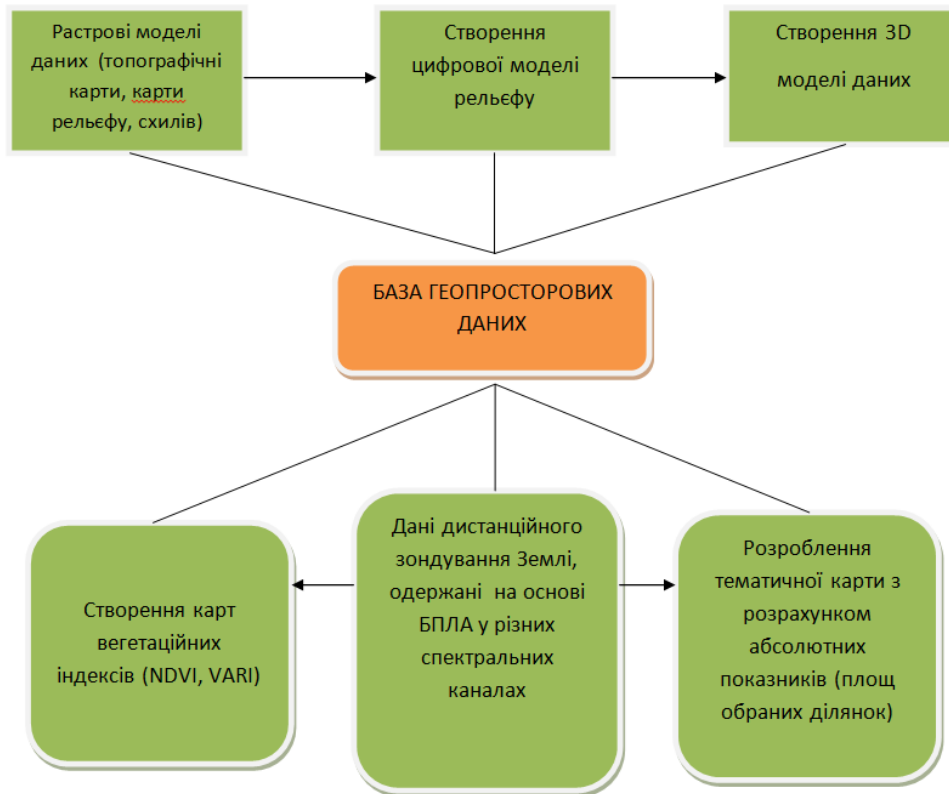 Растрові моделі
даних (топографічні
карти, карти
рельєфу, схилів)
Створення
цифрової моделі
рельєфу
Створення 3D
моделі даних
БАЗА ГЕОПРОСТОРОВИХ
ДАНИХ
Створення карт
вегетаційних
індексів (NDVI, VARI)
Дані дистанційного
зондування Землі,
одержані на основі
БПЛА у різних
спектральних
каналах
Розроблення
тематичної карти з
розрахунком
абсолютних
показників (площ
обраних ділянок)